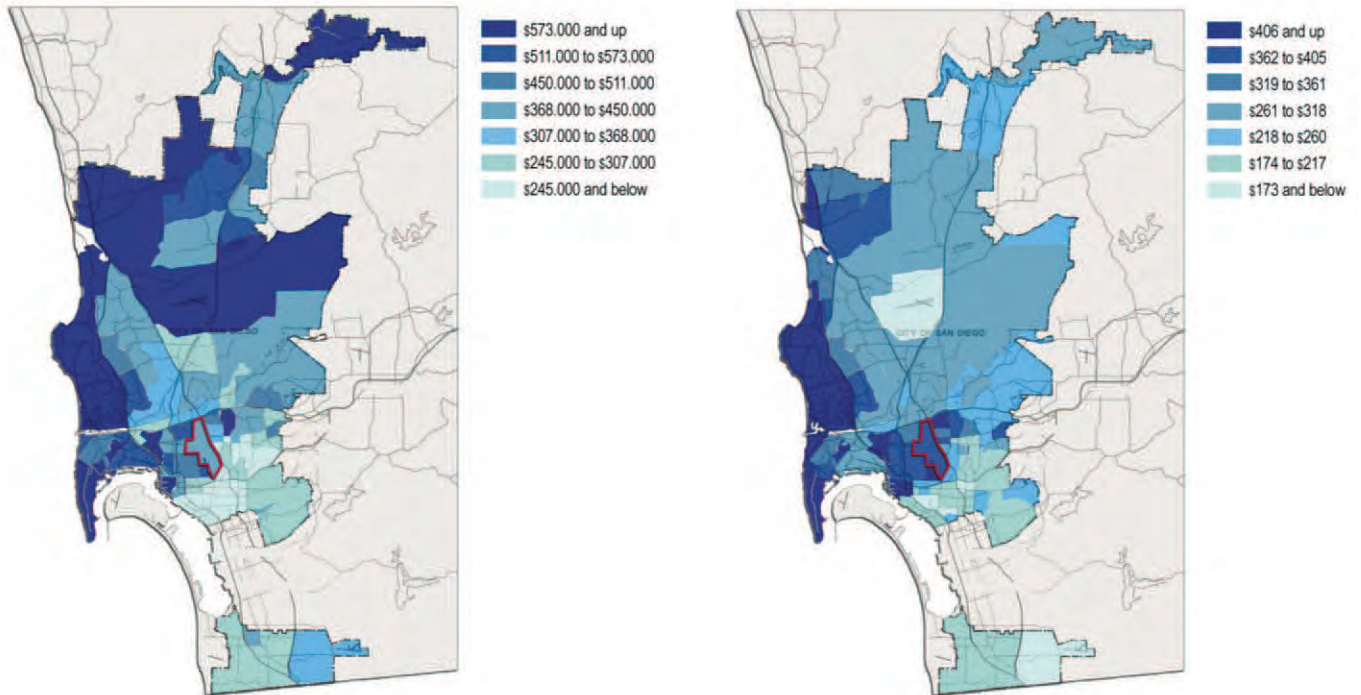 $573.000 and up
$511.000 to $573.000
$450.000 to $511.000
$368.000 to $450.000
$307.000 to $368.000
$245.000 to $307.000
$245.000 and below
$406 and up
$362 to $405
$319 to $361
$261 to $318
$218 to $260
$174 to $217
$173 and below
CITY OF SAN DIEGO